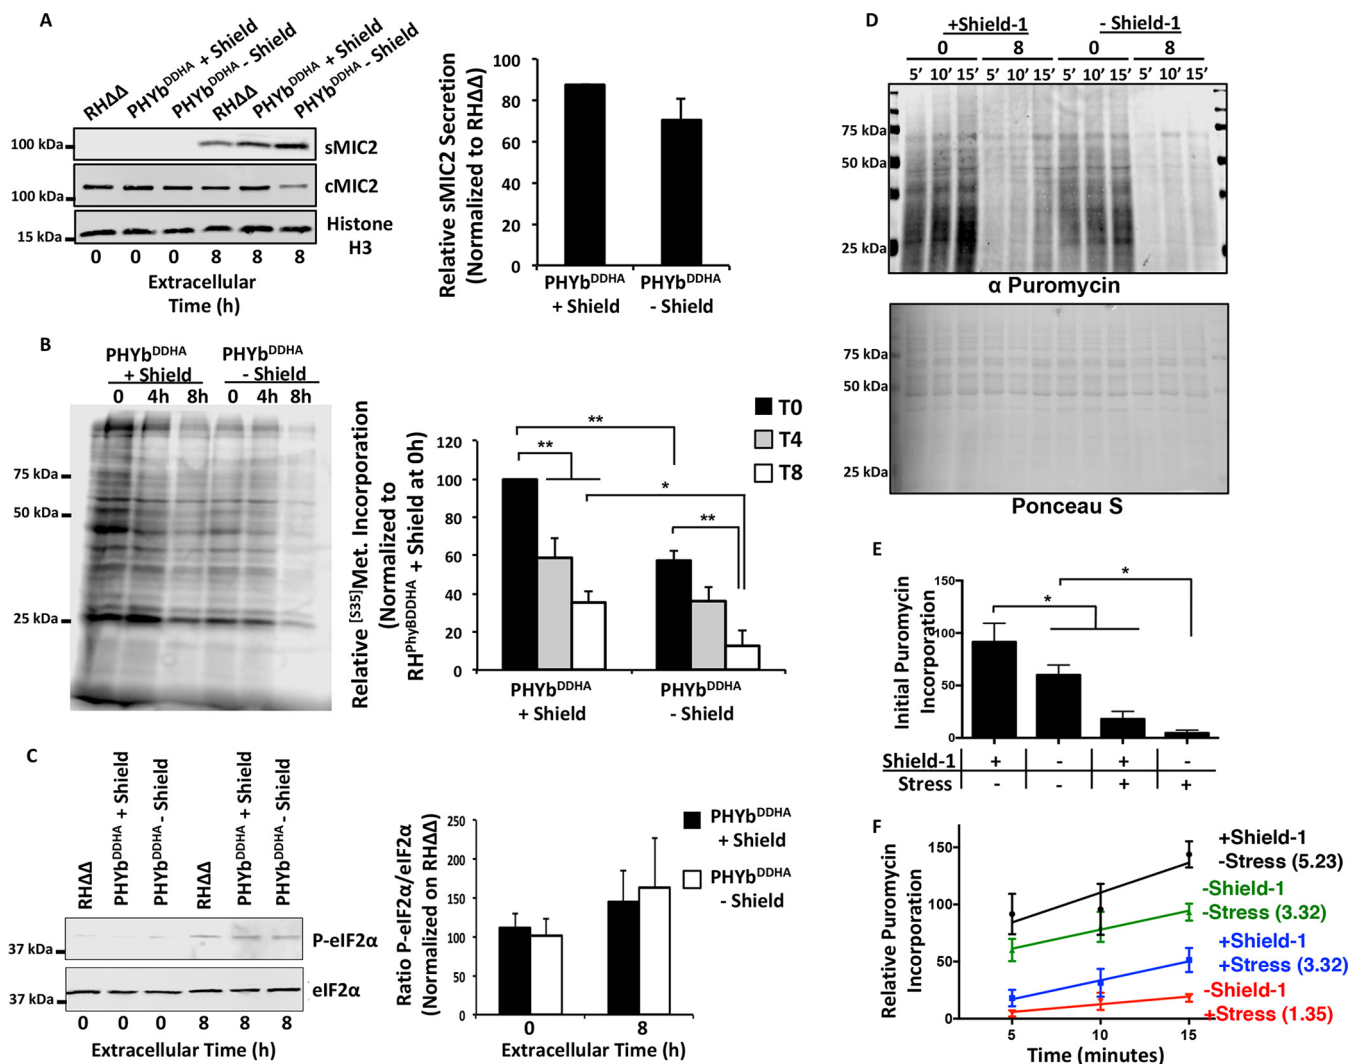 A
RHΔΔ
PHYb^DDHA + Shield
PHYb^DDHA - Shield
RHΔΔ
PHYb^DDHA + Shield
PHYb^DDHA - Shield
100 kDa
sMIC2
100 kDa
cMIC2
15 kDa
Histone
H3
0 0 0 8 8 8
Extracellular
Time (h)
Relative sMIC2 Secretion
(Normalized to RHΔΔ)
100
80
60
40
20
0
PHYb^DDHA
+ Shield
PHYb^DDHA
- Shield
B
PHYb^DDHA
+ Shield
PHYb^DDHA
- Shield
0 4h 8h 0 4h 8h
75 kDa
50 kDa
25 kDa
Relative [S35]Met. Incorporation
(Normalized to
RH^PhyBDDHA + Shield at 0h)
120
100
80
60
40
20
0
**
**
*
**
T0
T4
T8
PHYb^DDHA
+ Shield
PHYb^DDHA
- Shield
C
RHΔΔ
PHYb^DDHA + Shield
PHYb^DDHA - Shield
RHΔΔ
PHYb^DDHA + Shield
PHYb^DDHA - Shield
37 kDa
P-eIF2α
37 kDa
eIF2α
0 0 0 8 8 8
Extracellular Time (h)
Ratio P-eIF2α/eIF2α
(Normalized on RHΔΔ)
250
200
150
100
50
0
0 8
Extracellular Time (h)
PHYb^DDHA
+ Shield
PHYb^DDHA
- Shield
D
+Shield-1 - Shield-1
0 8 0 8
5' 10' 15' 5' 10' 15' 5' 10' 15' 5' 10' 15'
75 kDa
50 kDa
25 kDa
α Puromycin
75 kDa
50 kDa
25 kDa
Ponceau S
E
Initial Puromycin
Incorporation
150
100
50
0
*
*
Shield-1 + - + -
Stress - - + +
F
Relative Puromycin
Incorporation
150
100
50
0
5 10 15
Time (minutes)
+Shield-1
-Stress (5.23)
-Shield-1
-Stress (3.32)
+Shield-1
+Stress (3.32)
-Shield-1
+Stress (1.35)